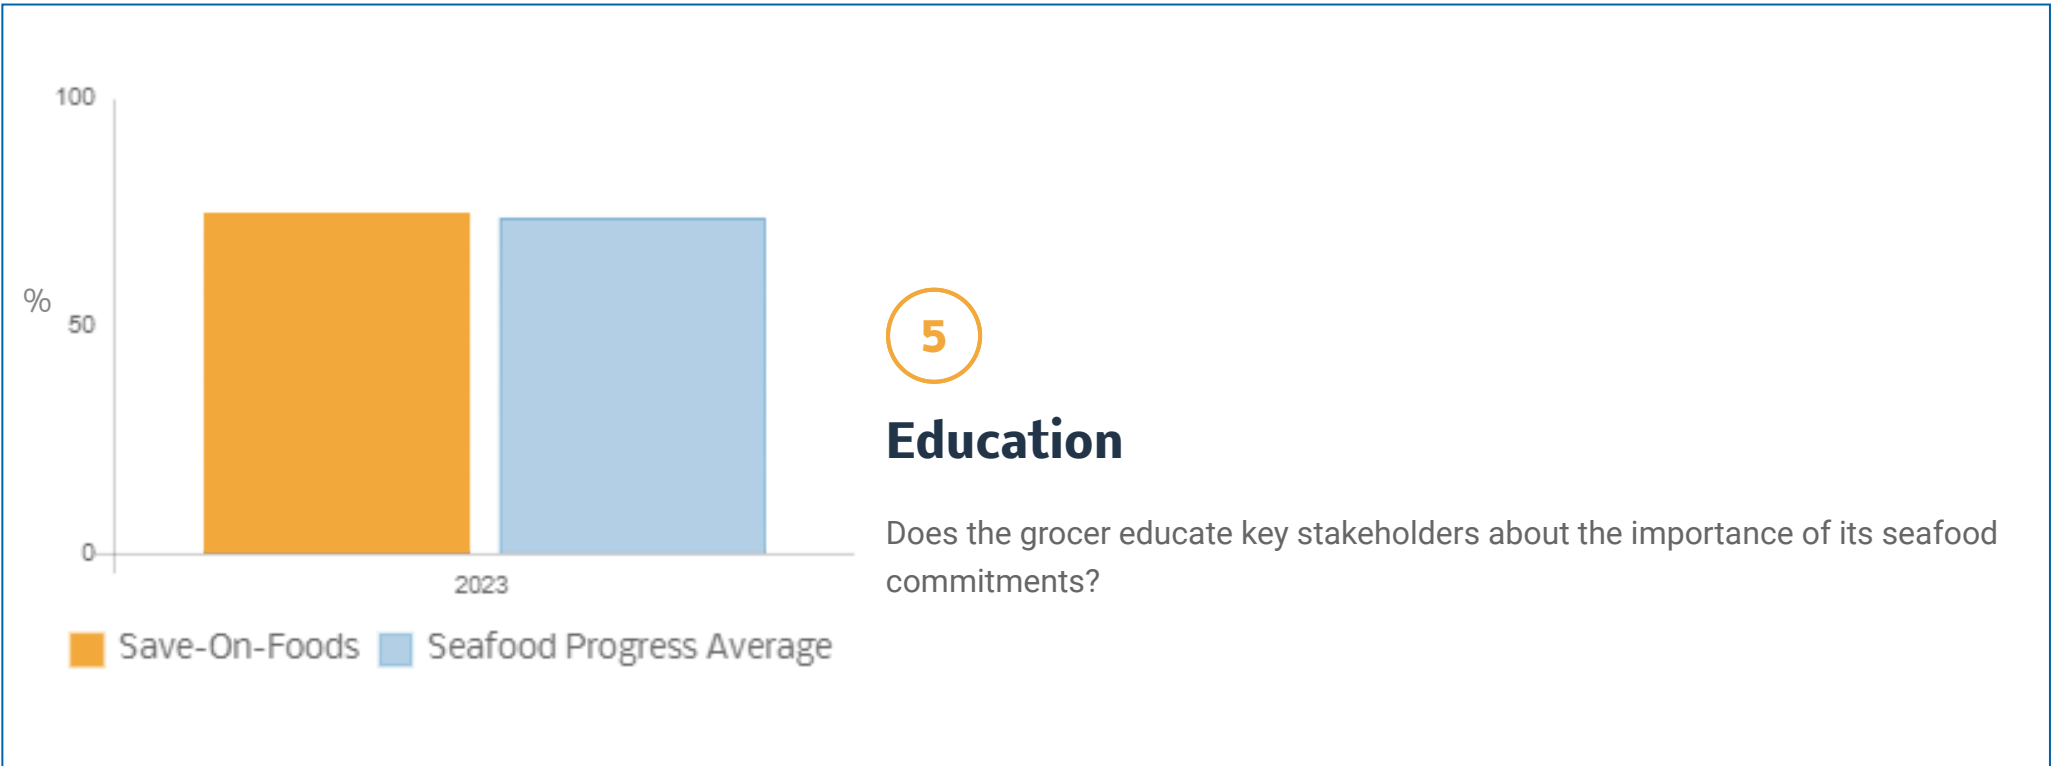 100
%
50
0
2023
Save-On-Foods Seafood Progress Average
5
Education
Does the grocer educate key stakeholders about the importance of its seafood
commitments?